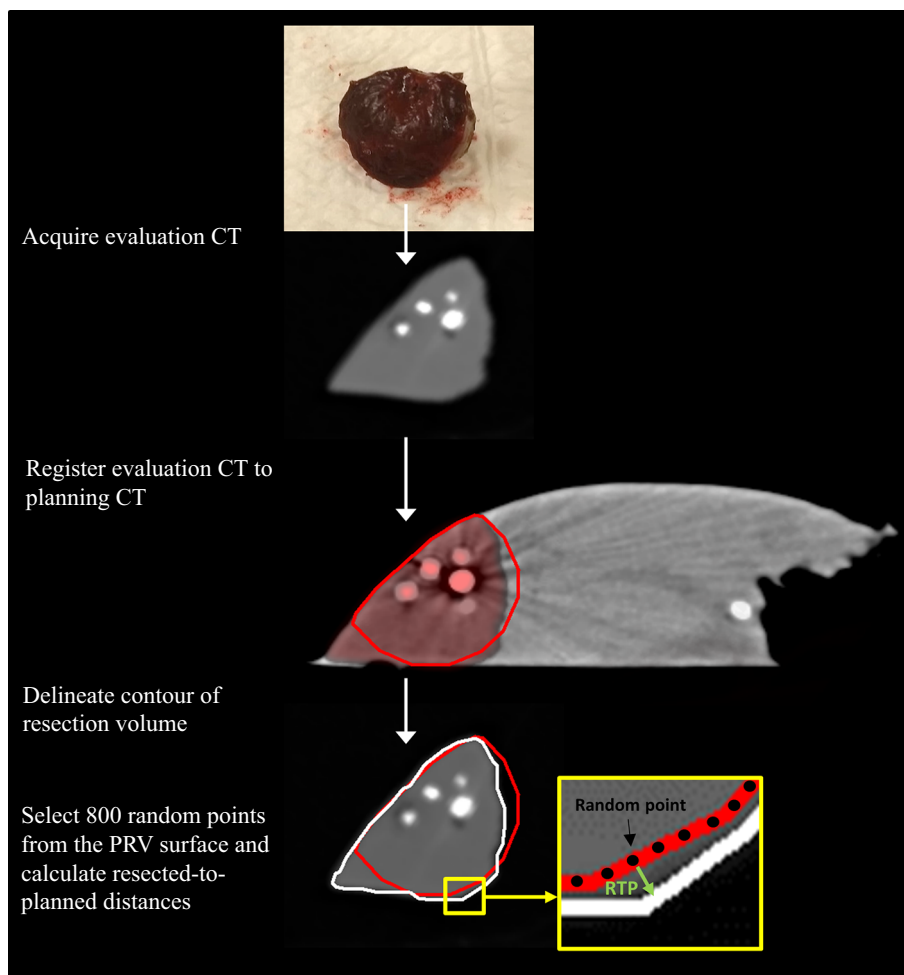 Acquire evaluation CT
Register evaluation CT to
planning CT
Delineate contour of
resection volume
Select 800 random points
from the PRV surface and
calculate resected-to-
planned distances
Random point
RTP